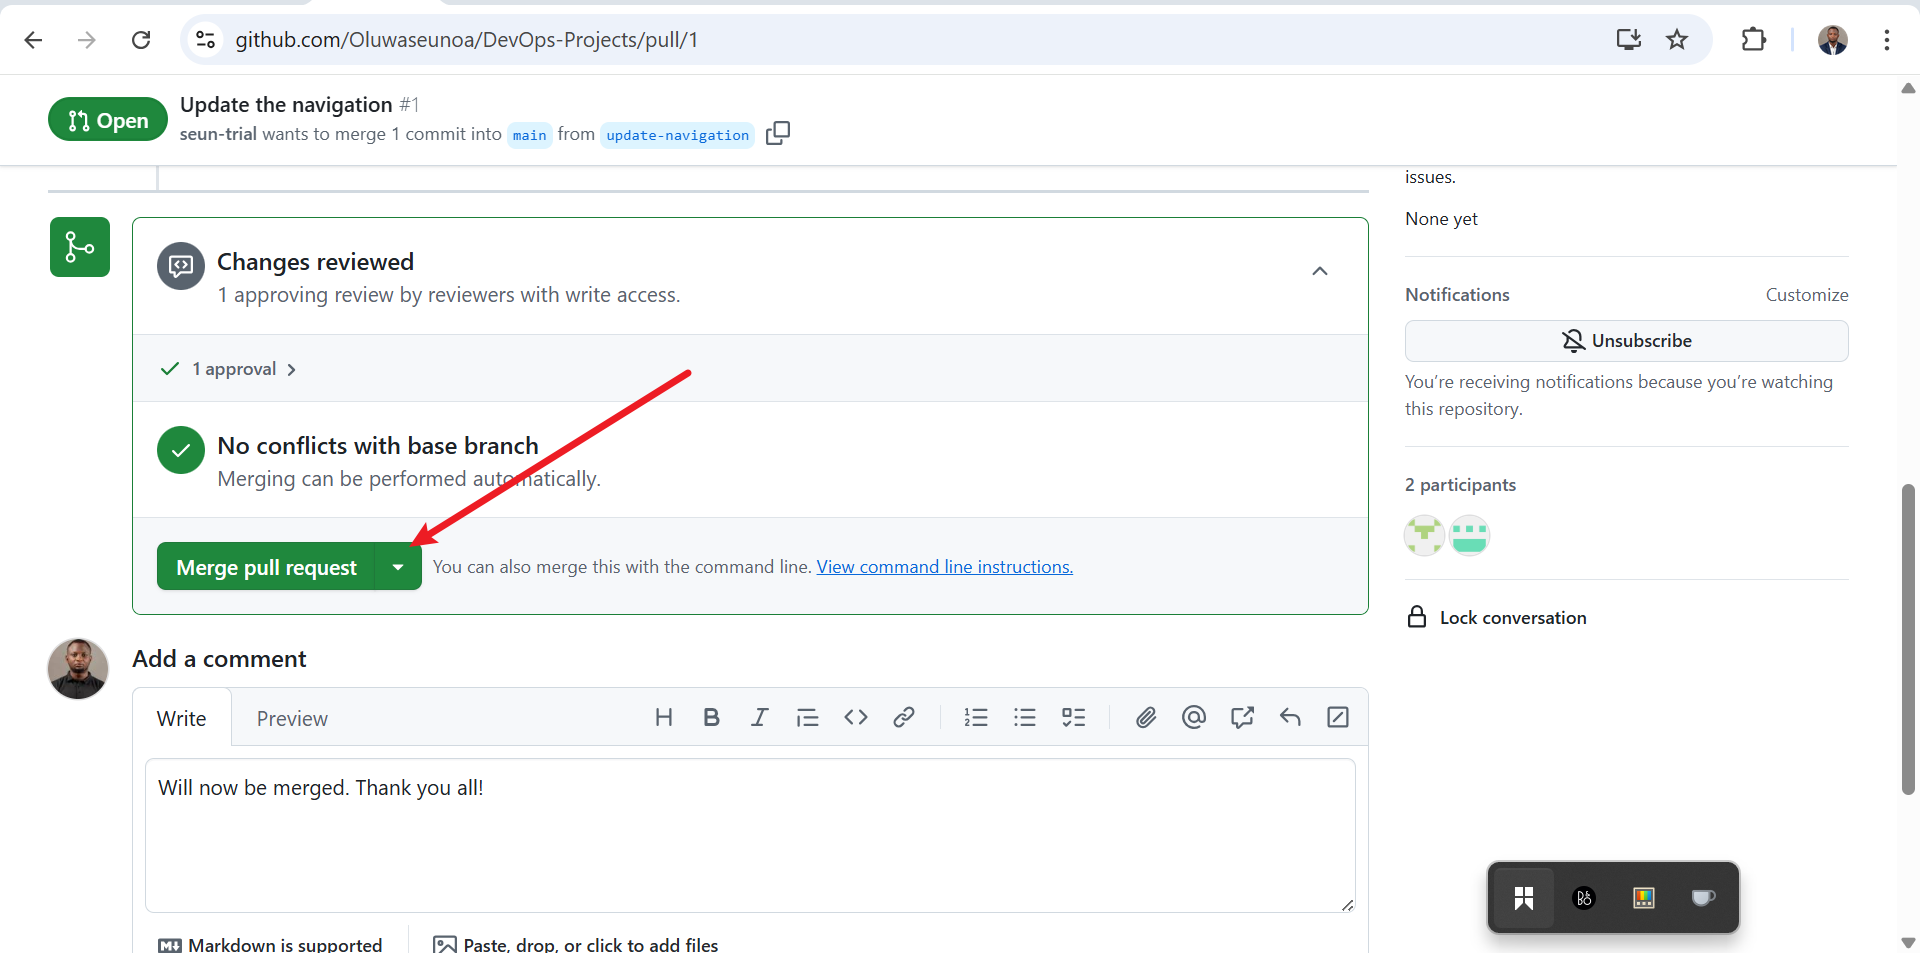 github.com/Oluwaseunoa/DevOps-Projects/pull/1
Open
Update the navigation #1
seun-trial wants to merge 1 commit into main from update-navigation
issues.
None yet
Changes reviewed
1 approving review by reviewers with write access.
Notifications
Customize
Unsubscribe
You’re receiving notifications because you’re watching
this repository.
1 approval
No conflicts with base branch
Merging can be performed automatically.
2 participants
Merge pull request
You can also merge this with the command line. View command line instructions.
Lock conversation
Add a comment
Write
Preview
Will now be merged. Thank you all!
Markdown is supported
Paste, drop, or click to add files